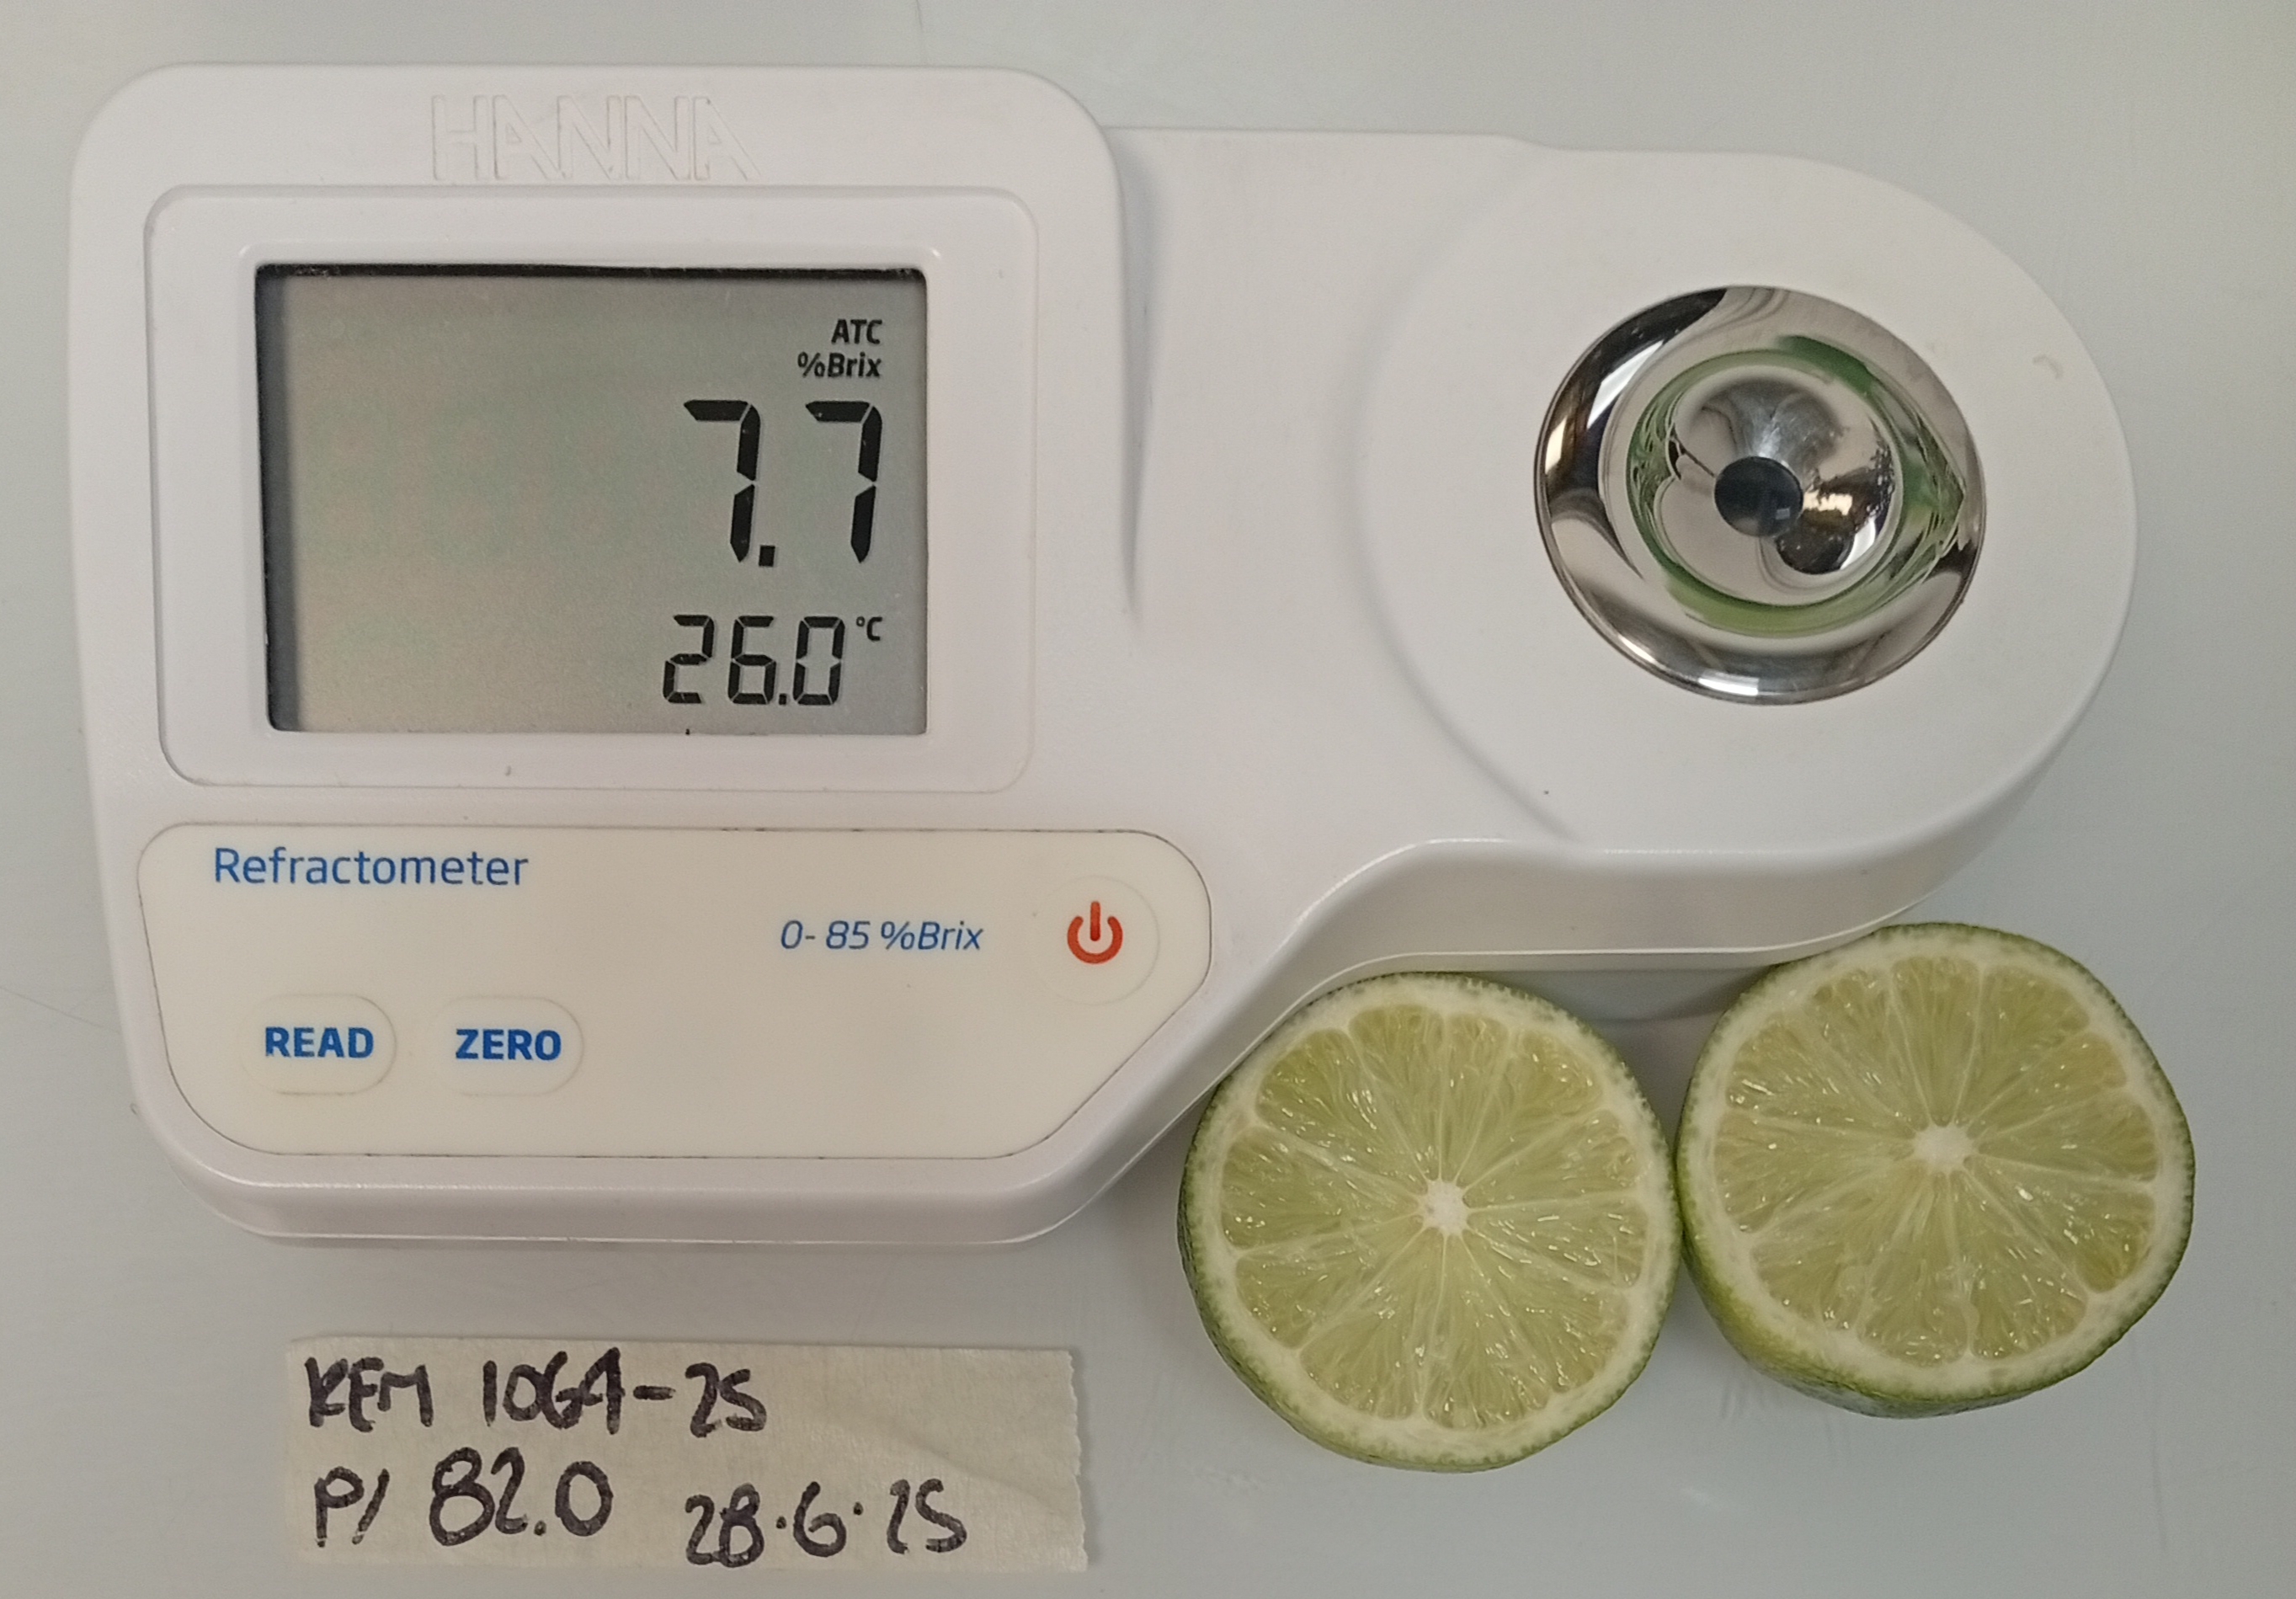 HANNA
ATC
%Brix
7.7
26.0 °C
Refractometer
0-85 %Brix
READ ZERO
KEM 1064-25
P/ 82.0 28.6.25